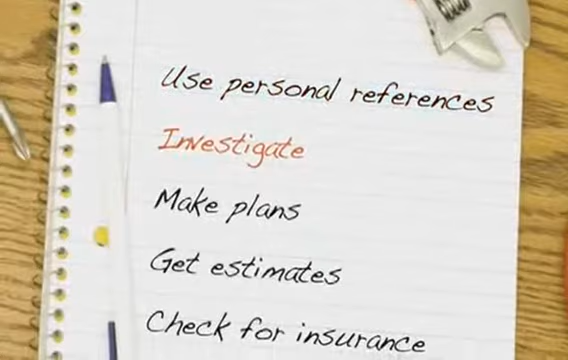 Use personal references
Investigate
Make plans
Get estimates
Check for insurance